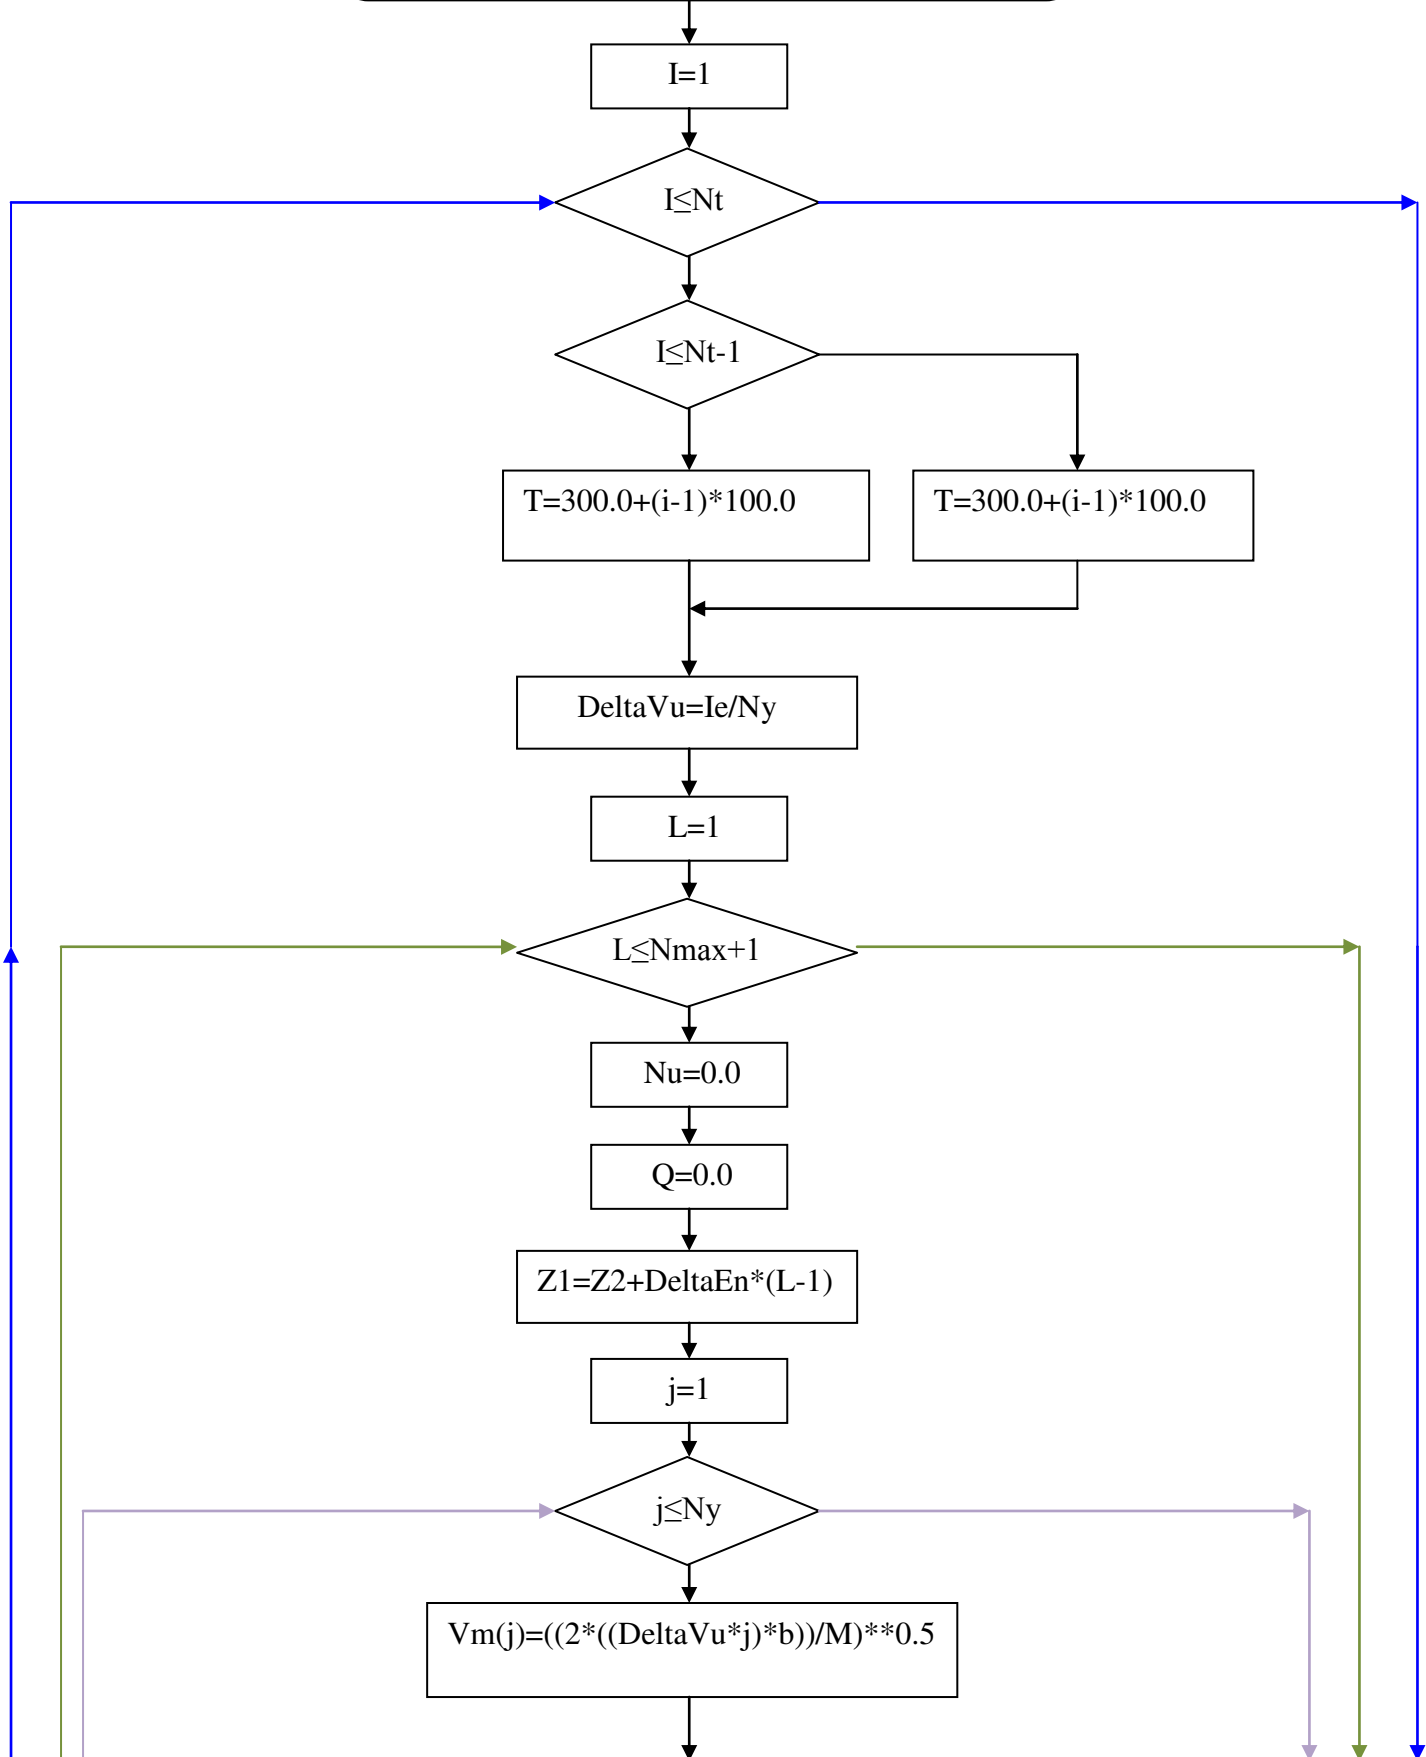 I=1
I≤Nt
I≤Nt-1
T=300.0+(i-1)*100.0
T=300.0+(i-1)*100.0
DeltaVu=Ie/Ny
L=1
L≤Nmax+1
Nu=0.0
Q=0.0
Z1=Z2+DeltaEn*(L-1)
j=1
j≤Ny
Vm(j)=((2*((DeltaVu*j)*b))/M)**0.5